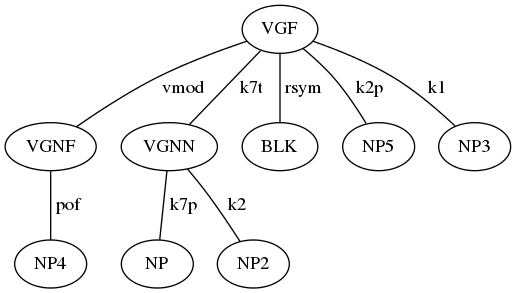 VGF
vmod k7t rsym k2p k1
VGNF VGNN BLK NP5 NP3
pof k7p k2
NP4 NP NP2